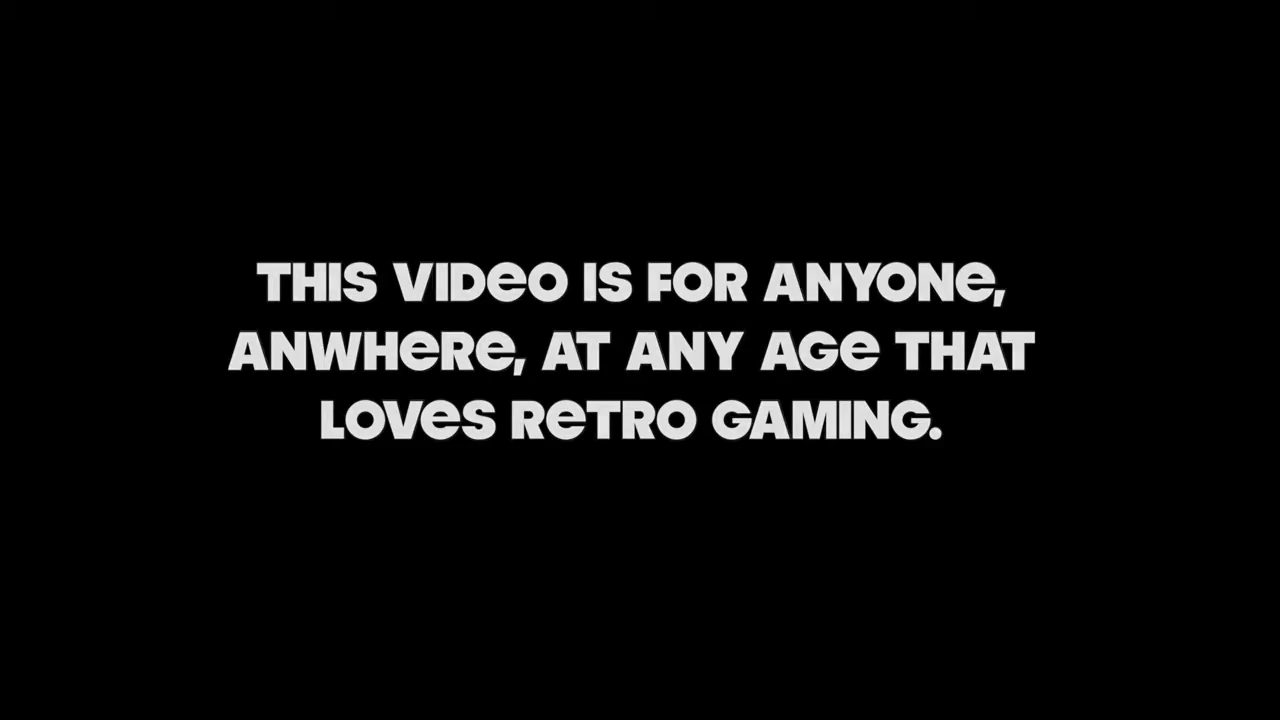 THIS VIDeO IS FOR ANYONe,
ANWHeRe, AT ANY AGe THAT
LOVeS ReTRO GAMING.